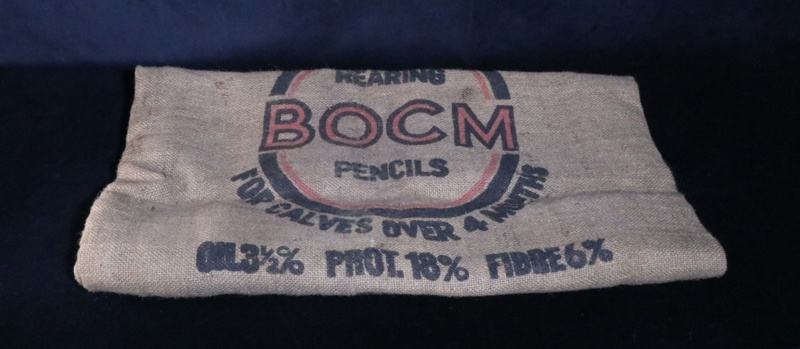 REARING
BOCM
PENCILS
FOR CALVES OVER 4 MONTHS
OIL 3½% PROT. 18% FIBRE 6%